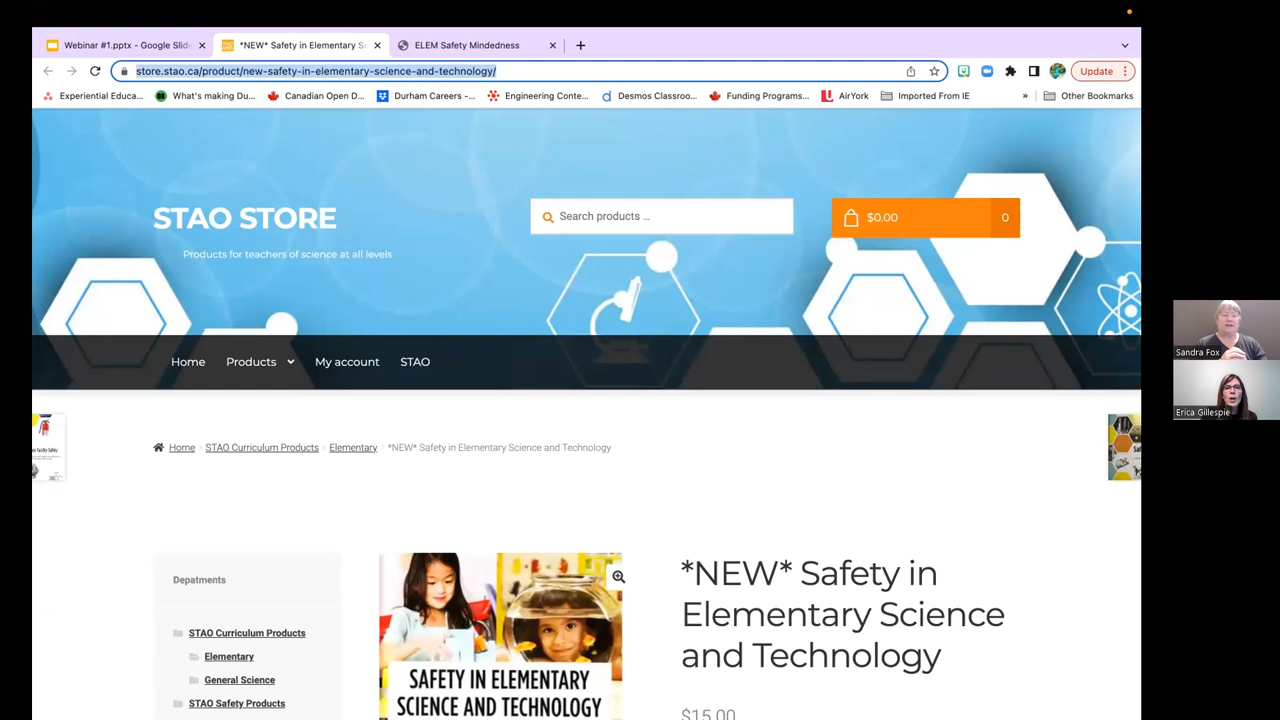 Webinar #1.pptx - Google Slide
*NEW* Safety in Elementary S
ELEM Safety Mindedness
store.stao.ca/product/new-safety-in-elementary-science-and-technology/
Update
Experiential Educa...
What's making Du...
Canadian Open D...
Durham Careers -...
Engineering Conte...
Desmos Classroo...
Funding Programs...
AirYork
Imported From IE
»
Other Bookmarks
STAO STORE
Products for teachers of science at all levels
Search products ...
$0.00
0
Home
Products
My account
STAO
Home
STAO Curriculum Products
Elementary
*NEW* Safety in Elementary Science and Technology
Depatments
STAO Curriculum Products
Elementary
General Science
STAO Safety Products
SAFETY IN ELEMENTARY
SCIENCE AND TECHNOLOGY
*NEW* Safety in
Elementary Science
and Technology
$15.00
Sandra Fox
Erica Gillespie